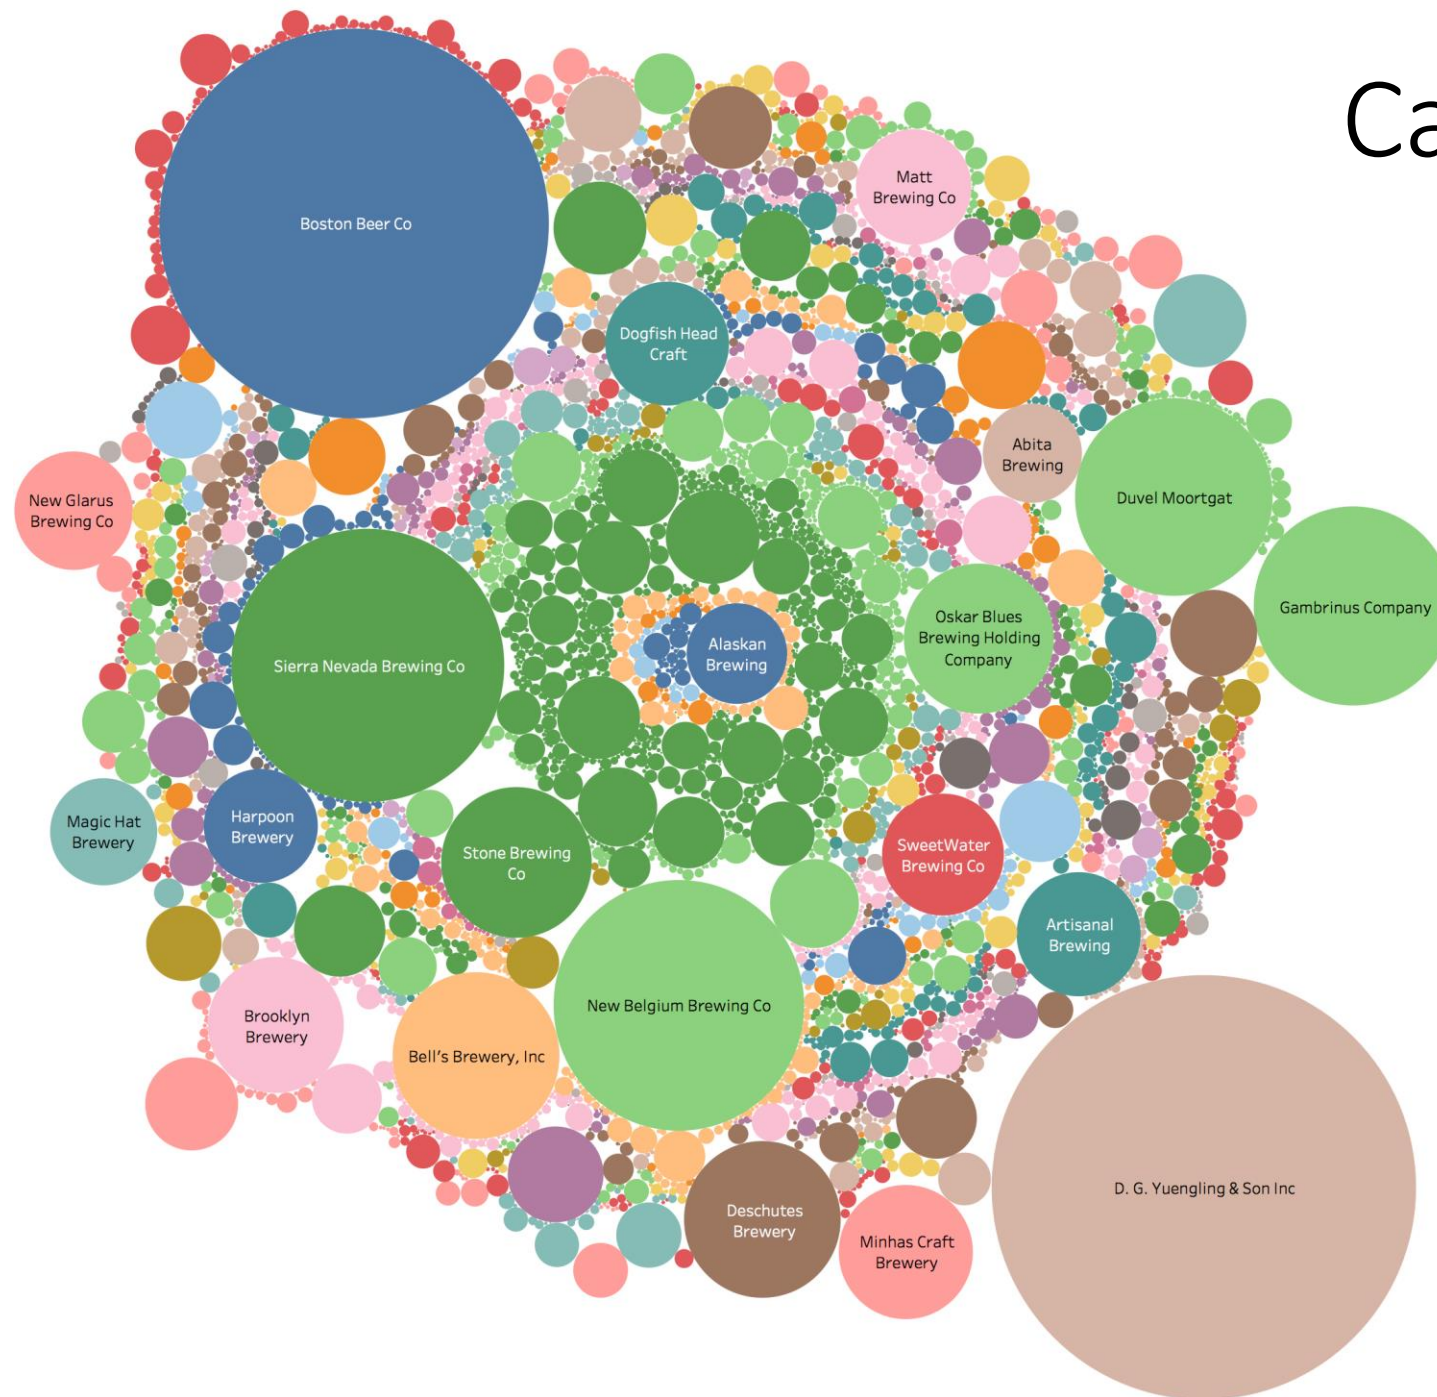 Ca
Boston Beer Co
Matt
Brewing Co
Dogfish Head
Craft
Abita
Brewing
New Glarus
Brewing Co
Duvel Moortgat
Gambrinus Company
Oskar Blues
Brewing Holding
Company
Alaskan
Brewing
Sierra Nevada Brewing Co
Magic Hat
Brewery
Harpoon
Brewery
Stone Brewing
Co
SweetWater
Brewing Co
Artisanal
Brewing
New Belgium Brewing Co
Brooklyn
Brewery
Bell's Brewery, Inc
D. G. Yuengling & Son Inc
Deschutes
Brewery
Minhas Craft
Brewery